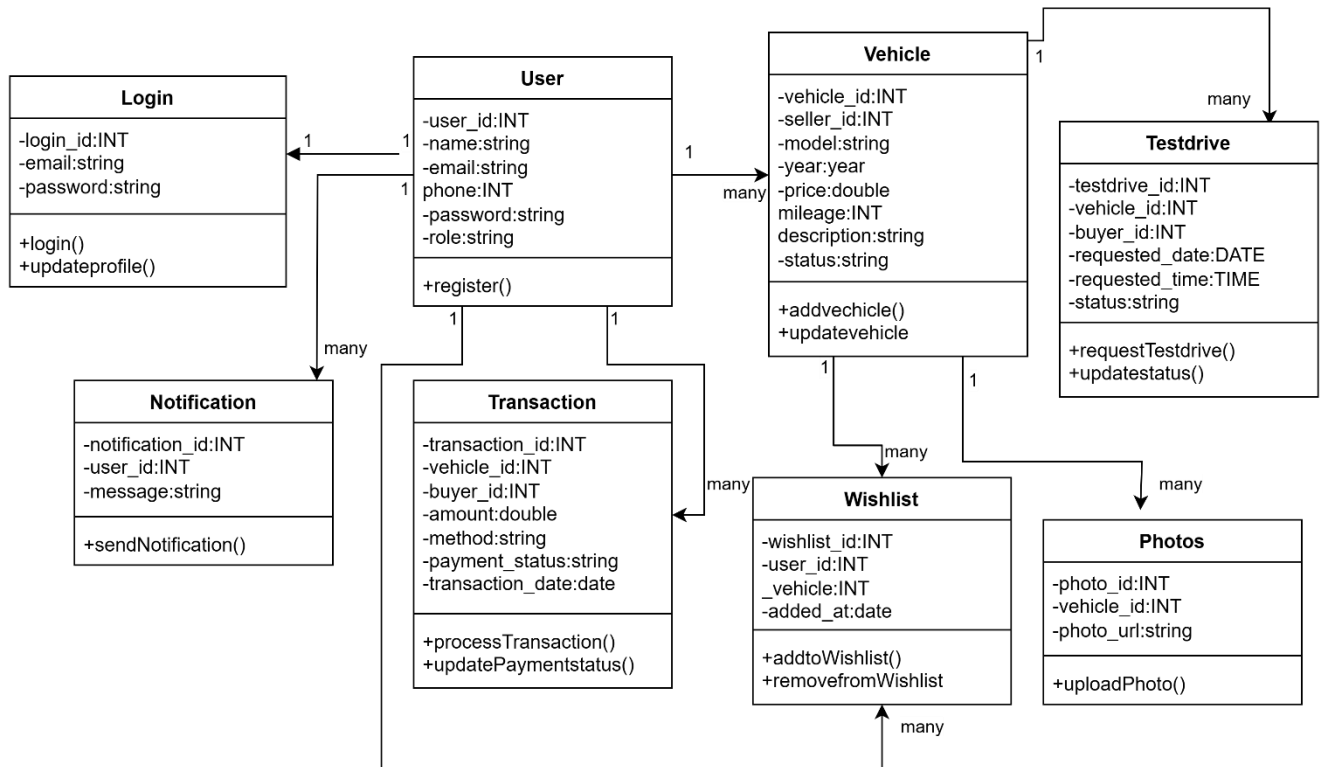 Login
-login_id:INT
-email:string
-password:string
+login()
+updateprofile()
1
1
1
User
-user_id:INT
-name:string
-email:string
phone:INT
-password:string
-role:string
+register()
1
many
1
1
Vehicle
-vehicle_id:INT
-seller_id:INT
-model:string
-year:year
-price:double
mileage:INT
description:string
-status:string
+addvechicle()
+updatevehicle
1
many
1
1
Testdrive
-testdrive_id:INT
-vehicle_id:INT
-buyer_id:INT
-requested_date:DATE
-requested_time:TIME
-status:string
+requestTestdrive()
+updatestatus()
many
Notification
-notification_id:INT
-user_id:INT
-message:string
+sendNotification()
Transaction
-transaction_id:INT
-vehicle_id:INT
-buyer_id:INT
-amount:double
-method:string
-payment_status:string
-transaction_date:date
+processTransaction()
+updatePaymentstatus()
many
many
Wishlist
-wishlist_id:INT
-user_id:INT
_vehicle:INT
-added_at:date
+addtoWishlist()
+removefromWishlist
many
many
Photos
-photo_id:INT
-vehicle_id:INT
-photo_url:string
+uploadPhoto()